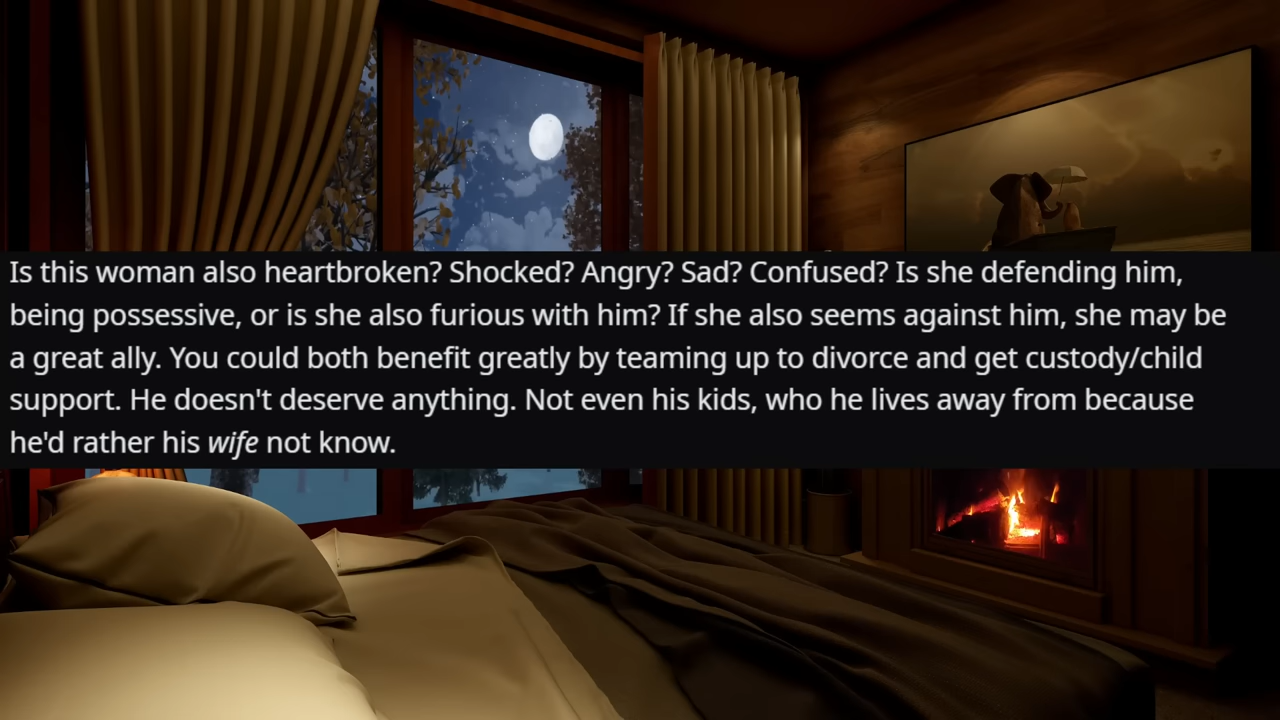 Is this woman also heartbroken? Shocked? Angry? Sad? Confused? Is she defending him,
being possessive, or is she also furious with him? If she also seems against him, she may be
a great ally. You could both benefit greatly by teaming up to divorce and get custody/child
support. He doesn't deserve anything. Not even his kids, who he lives away from because
he'd rather his wife not know.